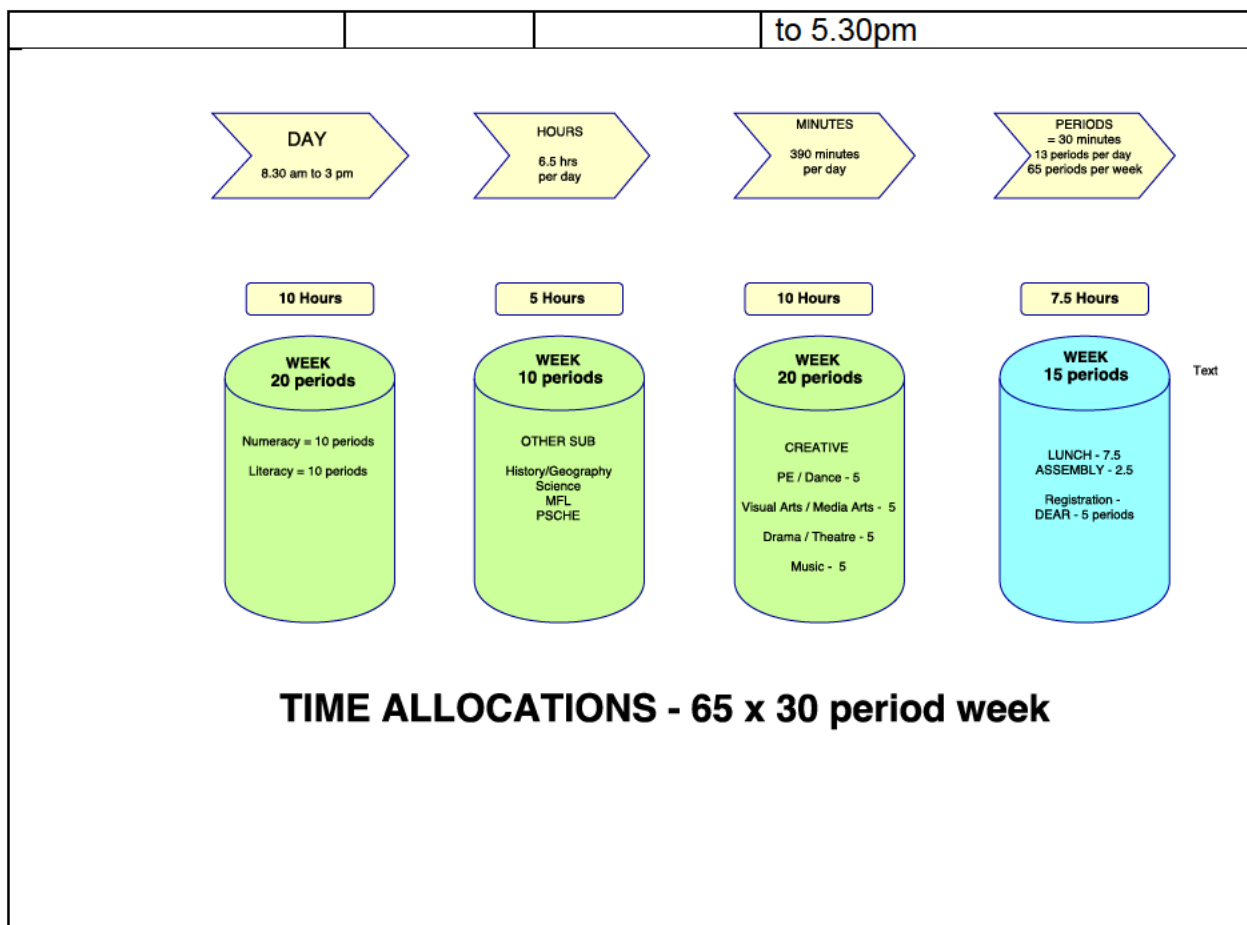 to 5.30pm
DAY
8.30 am to 3 pm
HOURS
6.5 hrs
per day
MINUTES
390 minutes
per day
PERIODS
= 30 minutes
13 periods per day
65 periods per week
10 Hours
5 Hours
10 Hours
7.5 Hours
WEEK
20 periods
Numeracy = 10 periods
Literacy = 10 periods
WEEK
10 periods
OTHER SUB
History/Geography
Science
MFL
PSCHE
WEEK
20 periods
CREATIVE
PE / Dance - 5
Visual Arts / Media Arts - 5
Drama / Theatre - 5
Music - 5
WEEK
15 periods
LUNCH - 7.5
ASSEMBLY - 2.5
Registration -
DEAR - 5 periods
Text
TIME ALLOCATIONS - 65 x 30 period week